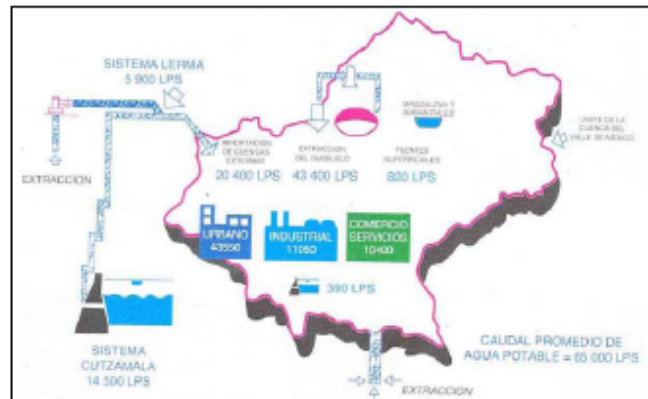 SISTEMA LERMA
5 900 LPS
EXTRACCION
IMPORTACION
DE CUENCAS
EXTERNAS
20 400 LPS
EXTRACCION
DEL SUBSUELO
43 400 LPS
MAGDALENA Y
FUENTES
SUPERFICIALES
820 LPS
LIMITE DE LA
CUENCA DEL
VALLE DE MEXICO
URBANO
43550
INDUSTRIAL
11050
COMERCIO
SERVICIOS
10400
390 LPS
SISTEMA
CUTZAMALA
14 500 LPS
CAUDAL PROMEDIO DE
AGUA POTABLE = 65 000 LPS
EXTRACCION